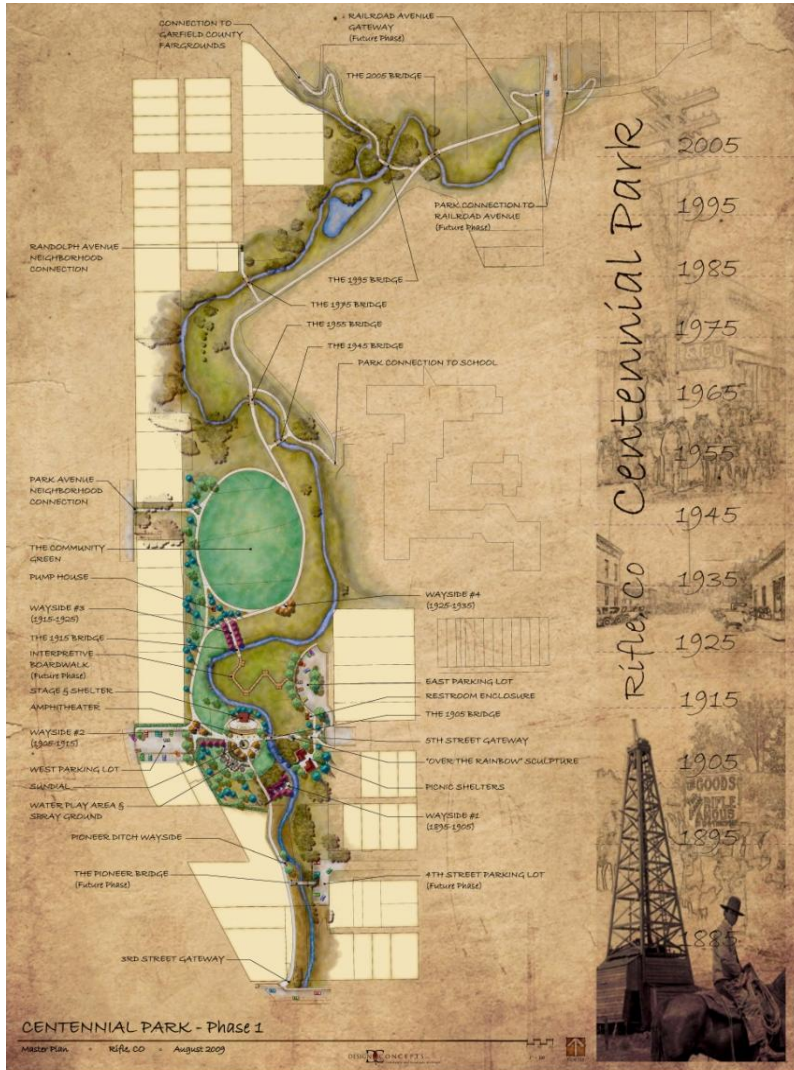 CONNECTION TO
GARFIELD COUNTY
FAIRGROUNDS
RAILROAD AVENUE
GATEWAY
(Future Phase)
THE 2005 BRIDGE
PARK CONNECTION TO
RAILROAD AVENUE
(Future Phase)
RANDOLPH AVENUE
NEIGHBORHOOD
CONNECTION
THE 1995 BRIDGE
THE 1975 BRIDGE
THE 1955 BRIDGE
THE 1945 BRIDGE
PARK CONNECTION TO SCHOOL
PARK AVENUE
NEIGHBORHOOD
CONNECTION
THE COMMUNITY
GREEN
PUMP HOUSE
WAYSIDE #3
(1915-1925)
THE 1915 BRIDGE
INTERPRETIVE
BOARDWALK
(Future Phase)
STAGE & SHELTER
AMPHITHEATER
WAYSIDE #2
(1905-1915)
WEST PARKING LOT
SUNDIAL
WATER PLAY AREA &
SPRAY GROUND
PIONEER DITCH WAYSIDE
THE PIONEER BRIDGE
(Future Phase)
3RD STREET GATEWAY
WAYSIDE #4
(1925-1935)
EAST PARKING LOT
RESTROOM ENCLOSURE
THE 1905 BRIDGE
5TH STREET GATEWAY
"OVER THE RAINBOW" SCULPTURE
PICNIC SHELTERS
WAYSIDE #1
(1895-1905)
4TH STREET PARKING LOT
(Future Phase)
Rifle, CO Centennial Park
2005
1995
1985
1975
1965
1955
1945
1935
1925
1915
1905
GOODS
1895
1885
CENTENNIAL PARK - Phase 1
Master Plan - Rifle, CO - August 2009
DESIGN CONCEPTS